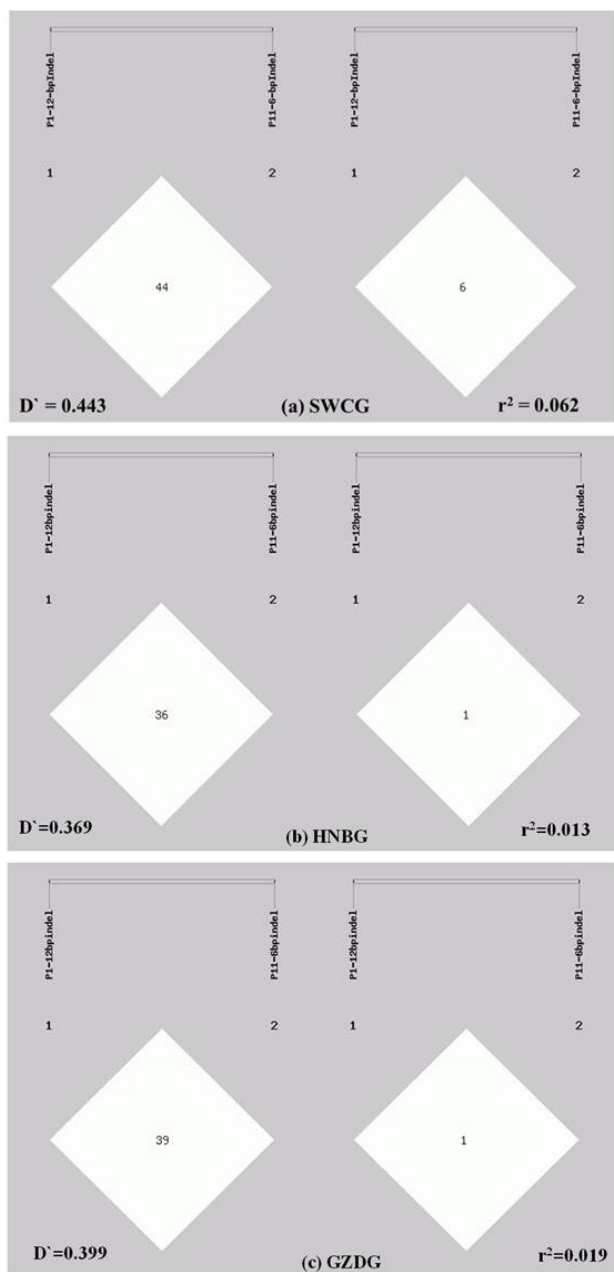 P1-12-bpIndel P11-6-bpIndel P1-12-bpIndel P11-6-bpIndel
1 2 1 2
44 6
D` = 0.443 (a) SWCG r² = 0.062
P1-12bpindel P11-6bpindel P1-12bpindel P11-6bpindel
1 2 1 2
36 1
D`=0.369 (b) HNBG r²=0.013
P1-12bpindel P11-6bpindel P1-12bpindel P11-6bpindel
1 2 1 2
39 1
D`=0.399 (c) GZDG r²=0.019